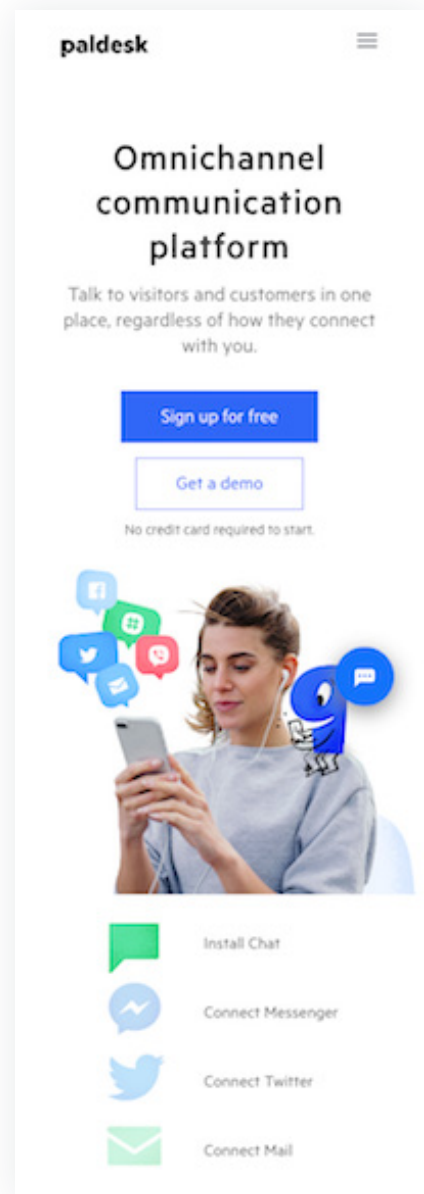 paldesk
Omnichannel
communication
platform
Talk to visitors and customers in one
place, regardless of how they connect
with you.
Sign up for free
Get a demo
No credit card required to start.
Install Chat
Connect Messenger
Connect Twitter
Connect Mail